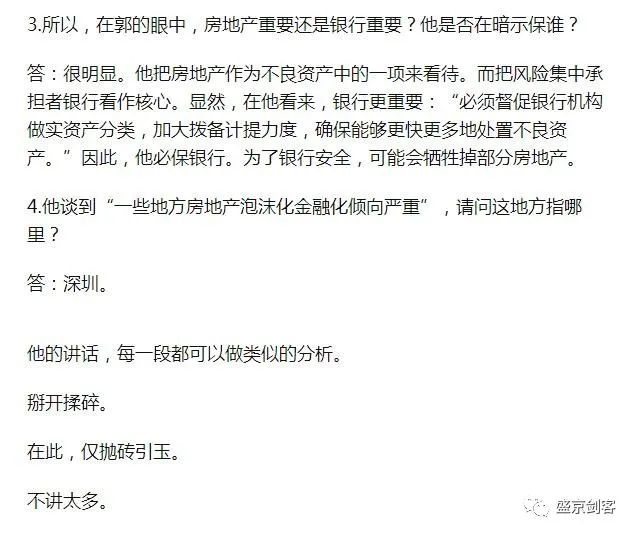 3.所以，在郭的眼中，房地产重要还是银行重要？他是否在暗示保谁？
答：很明显。他把房地产作为不良资产中的一项来看待。而把风险集中承
担者银行看作核心。显然，在他看来，银行更重要：“必须督促银行机构
做实资产分类，加大拨备计提力度，确保能够更快更多地处置不良资
产。”因此，他必保银行。为了银行安全，可能会牺牲掉部分房地产。
4.他谈到“一些地方房地产泡沫化金融化倾向严重”，请问这地方指哪
里？
答：深圳。
他的讲话，每一段都可以做类似的分析。
掰开揉碎。
在此，仅抛砖引玉。
不讲太多。
盛京剑客